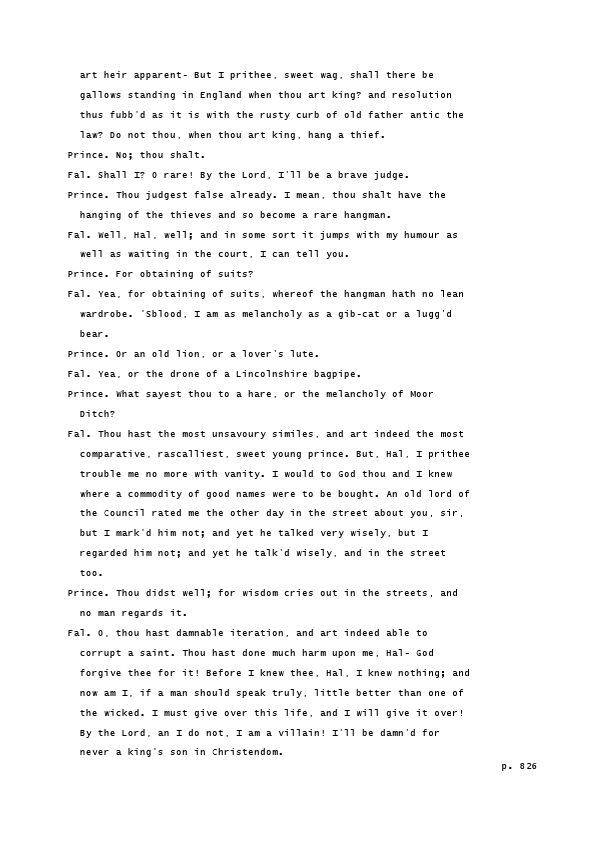 art heir apparent- But I prithee, sweet wag, shall there be
gallows standing in England when thou art king? and resolution
thus fubb'd as it is with the rusty curb of old father antic the
law? Do not thou, when thou art king, hang a thief.
Prince. No; thou shalt.
Fal. Shall I? O rare! By the Lord, I'll be a brave judge.
Prince. Thou judgest false already. I mean, thou shalt have the
hanging of the thieves and so become a rare hangman.
Fal. Well, Hal, well; and in some sort it jumps with my humour as
well as waiting in the court, I can tell you.
Prince. For obtaining of suits?
Fal. Yea, for obtaining of suits, whereof the hangman hath no lean
wardrobe. 'Sblood, I am as melancholy as a gib-cat or a lugg'd
bear.
Prince. Or an old lion, or a lover's lute.
Fal. Yea, or the drone of a Lincolnshire bagpipe.
Prince. What sayest thou to a hare, or the melancholy of Moor
Ditch?
Fal. Thou hast the most unsavoury similes, and art indeed the most
comparative, rascalliest, sweet young prince. But, Hal, I prithee
trouble me no more with vanity. I would to God thou and I knew
where a commodity of good names were to be bought. An old lord of
the Council rated me the other day in the street about you, sir,
but I mark'd him not; and yet he talked very wisely, but I
regarded him not; and yet he talk'd wisely, and in the street
too.
Prince. Thou didst well; for wisdom cries out in the streets, and
no man regards it.
Fal. O, thou hast damnable iteration, and art indeed able to
corrupt a saint. Thou hast done much harm upon me, Hal- God
forgive thee for it! Before I knew thee, Hal, I knew nothing; and
now am I, if a man should speak truly, little better than one of
the wicked. I must give over this life, and I will give it over!
By the Lord, an I do not, I am a villain! I'll be damn'd for
never a king's son in Christendom.
p. 826